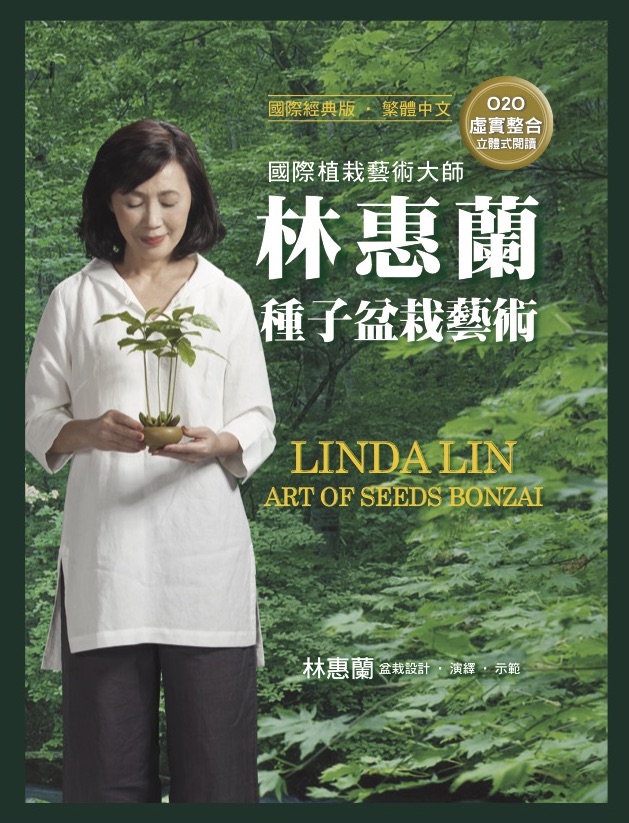 國際經典版 · 繁體中文
O2O
虛實整合
立體式閱讀
國際植栽藝術大師
林惠蘭
種子盆栽藝術
LINDA LIN
ART OF SEEDS BONZAI
林惠蘭 盆栽設計 · 演繹 · 示範